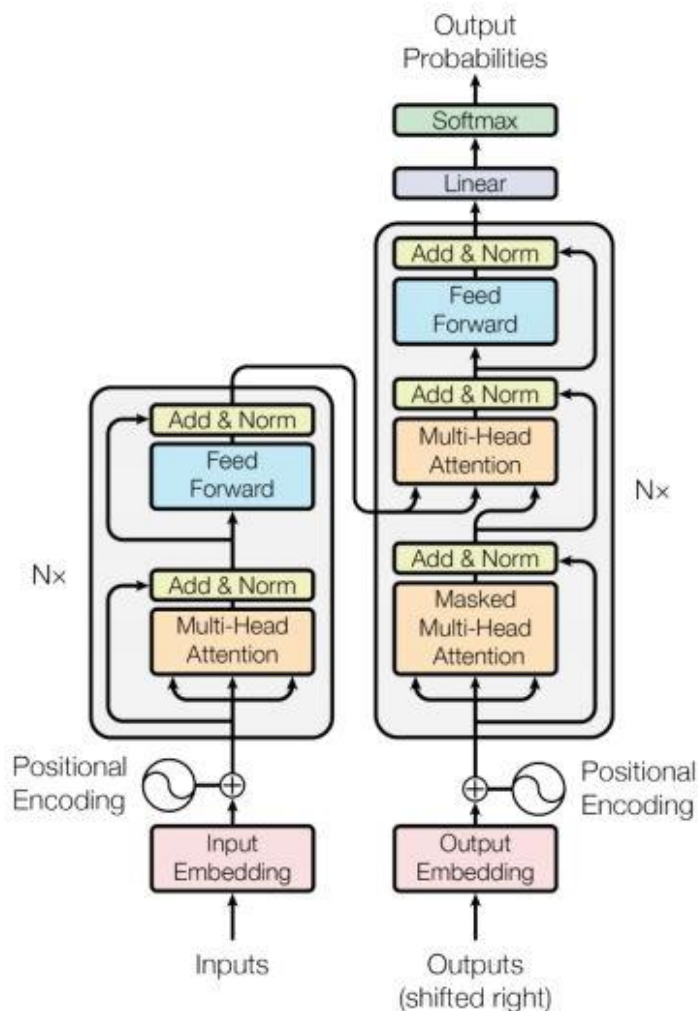 Output
Probabilities
Softmax
Linear
Add & Norm
Feed
Forward
Add & Norm
Multi-Head
Attention
Add & Norm
Masked
Multi-Head
Attention
Nx
Add & Norm
Feed
Forward
Add & Norm
Multi-Head
Attention
Nx
Positional
Encoding
Positional
Encoding
Input
Embedding
Output
Embedding
Inputs
Outputs
(shifted right)